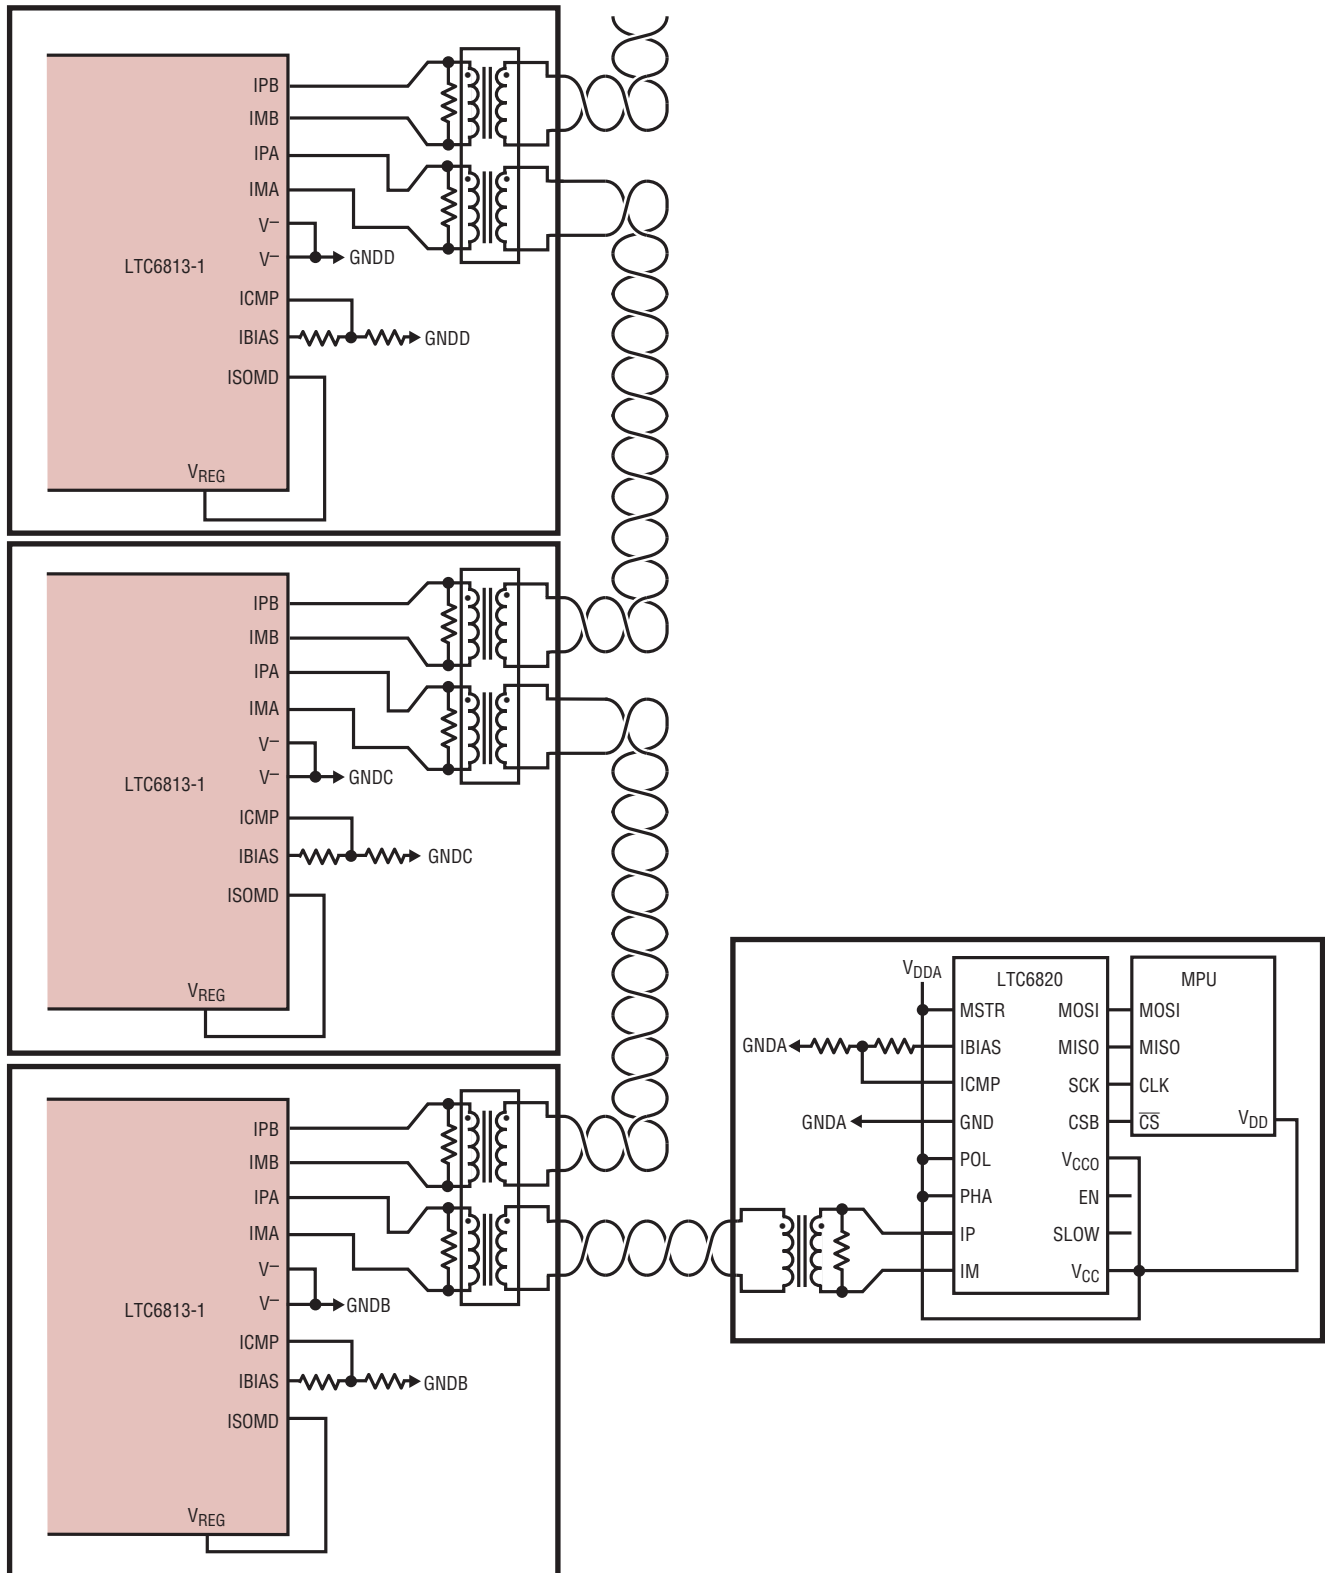 IPB
IMB
IPA
IMA
V–
V–
GNDD
LTC6813-1
ICMP
IBIAS
GNDD
ISOMD
VREG
IPB
IMB
IPA
IMA
V–
V–
GNDC
LTC6813-1
ICMP
IBIAS
GNDC
ISOMD
VREG
IPB
IMB
IPA
IMA
V–
V–
GNDB
LTC6813-1
ICMP
IBIAS
GNDB
ISOMD
VREG
VDDA
LTC6820
MPU
MSTR
MOSI
MOSI
GNDA
IBIAS
MISO
MISO
ICMP
SCK
CLK
GNDA
GND
CSB
CS
VDD
POL
VCCO
PHA
EN
IP
SLOW
IM
VCC